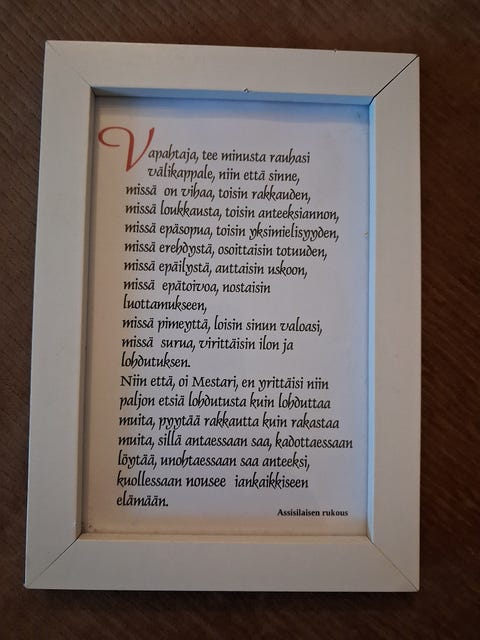 Vapahtaja, tee minusta rauhasi
välikappale, niin että sinne,
missä on vihaa, toisin rakkauden,
missä loukkausta, toisin anteeksiannon,
missä epäsopua, toisin yksimielisyyden,
missä erehdystä, osoittaisin totuuden,
missä epäilystä, auttaisin uskoon,
missä epätoivoa, nostaisin
luottamukseen,
missä pimeyttä, loisin sinun valoasi,
missä surua, virittäisin ilon ja
lohdutuksen.
Niin että, oi Mestari, en yrittäisi niin
paljon etsiä lohdutusta kuin lohduttaa
muita, pyytää rakkautta kuin rakastaa
muita, sillä antaessaan saa, kadottaessaan
löytää, unohtaessaan saa anteeksi,
kuollessaan nousee iankaikkiseen
elämään.
Assisilaisen rukous